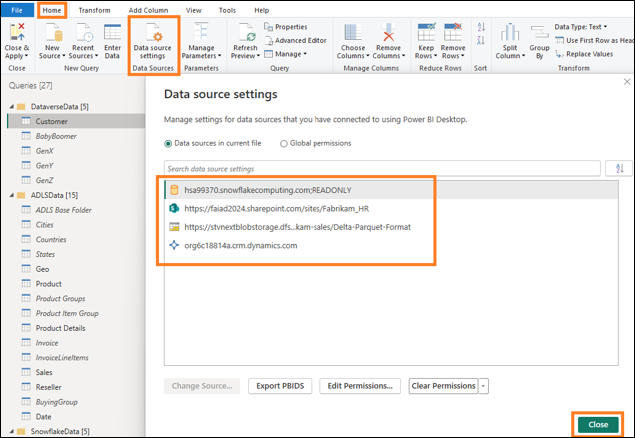 File Home Transform Add Column View Tools Help
Close & Apply
New Source
Recent Sources
Enter Data
Data source settings
Manage Parameters
Refresh Preview
Properties
Advanced Editor
Manage
Choose Columns
Remove Columns
Keep Rows
Remove Rows
Split Column
Group By
Data Type: Text
Use First Row as Head
Replace Values
Close New Query Data Sources Parameters Query Manage Columns Reduce Rows Sort Transform
Queries [27]
DataverseData [5]
Customer
BabyBoomer
GenX
GenY
GenZ
ADLSData [15]
ADLS Base Folder
Cities
Countries
States
Geo
Product
Product Groups
Product Item Group
Product Details
Invoice
InvoiceLineItems
Sales
Reseller
BuyingGroup
Date
SnowflakeData [5]
Data source settings
Manage settings for data sources that you have connected to using Power BI Desktop.
Data sources in current file Global permissions
Search data source settings
hsa99370.snowflakecomputing.com;READONLY
https://faiad2024.sharepoint.com/sites/Fabrikam_HR
https://stvnextblobstorage.dfs...kam-sales/Delta-Parquet-Format
org6c18814a.crm.dynamics.com
Change Source... Export PBIDS Edit Permissions... Clear Permissions
Close